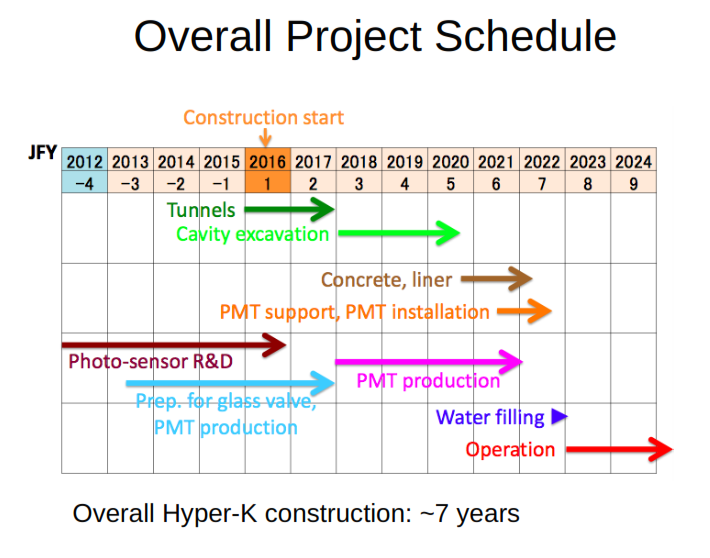 Overall Project Schedule
Construction start
JFY
2012 2013 2014 2015 2016 2017 2018 2019 2020 2021 2022 2023 2024
−4 −3 −2 −1 1 2 3 4 5 6 7 8 9
Tunnels
Cavity excavation
Concrete, liner
PMT support, PMT installation
Photo-sensor R&D
PMT production
Prep. for glass valve,
PMT production
Water filling
Operation
Overall Hyper-K construction: ~7 years